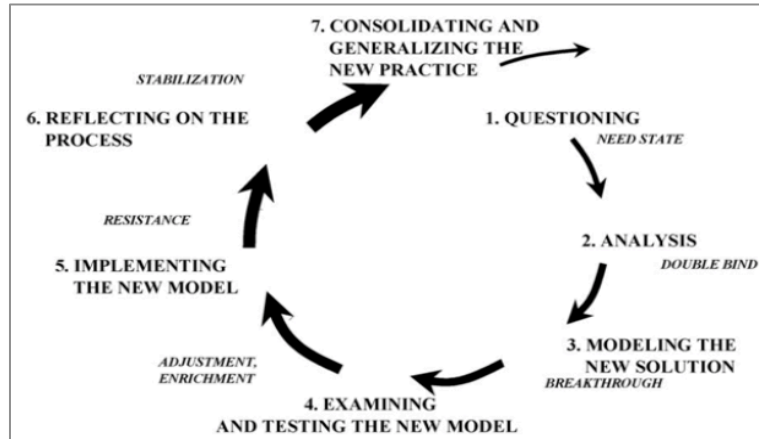 7. CONSOLIDATING AND
GENERALIZING THE
NEW PRACTICE
STABILIZATION
6. REFLECTING ON THE
PROCESS
1. QUESTIONING
NEED STATE
RESISTANCE
2. ANALYSIS
DOUBLE BIND
5. IMPLEMENTING
THE NEW MODEL
3. MODELING THE
NEW SOLUTION
BREAKTHROUGH
ADJUSTMENT,
ENRICHMENT
4. EXAMINING
AND TESTING THE NEW MODEL